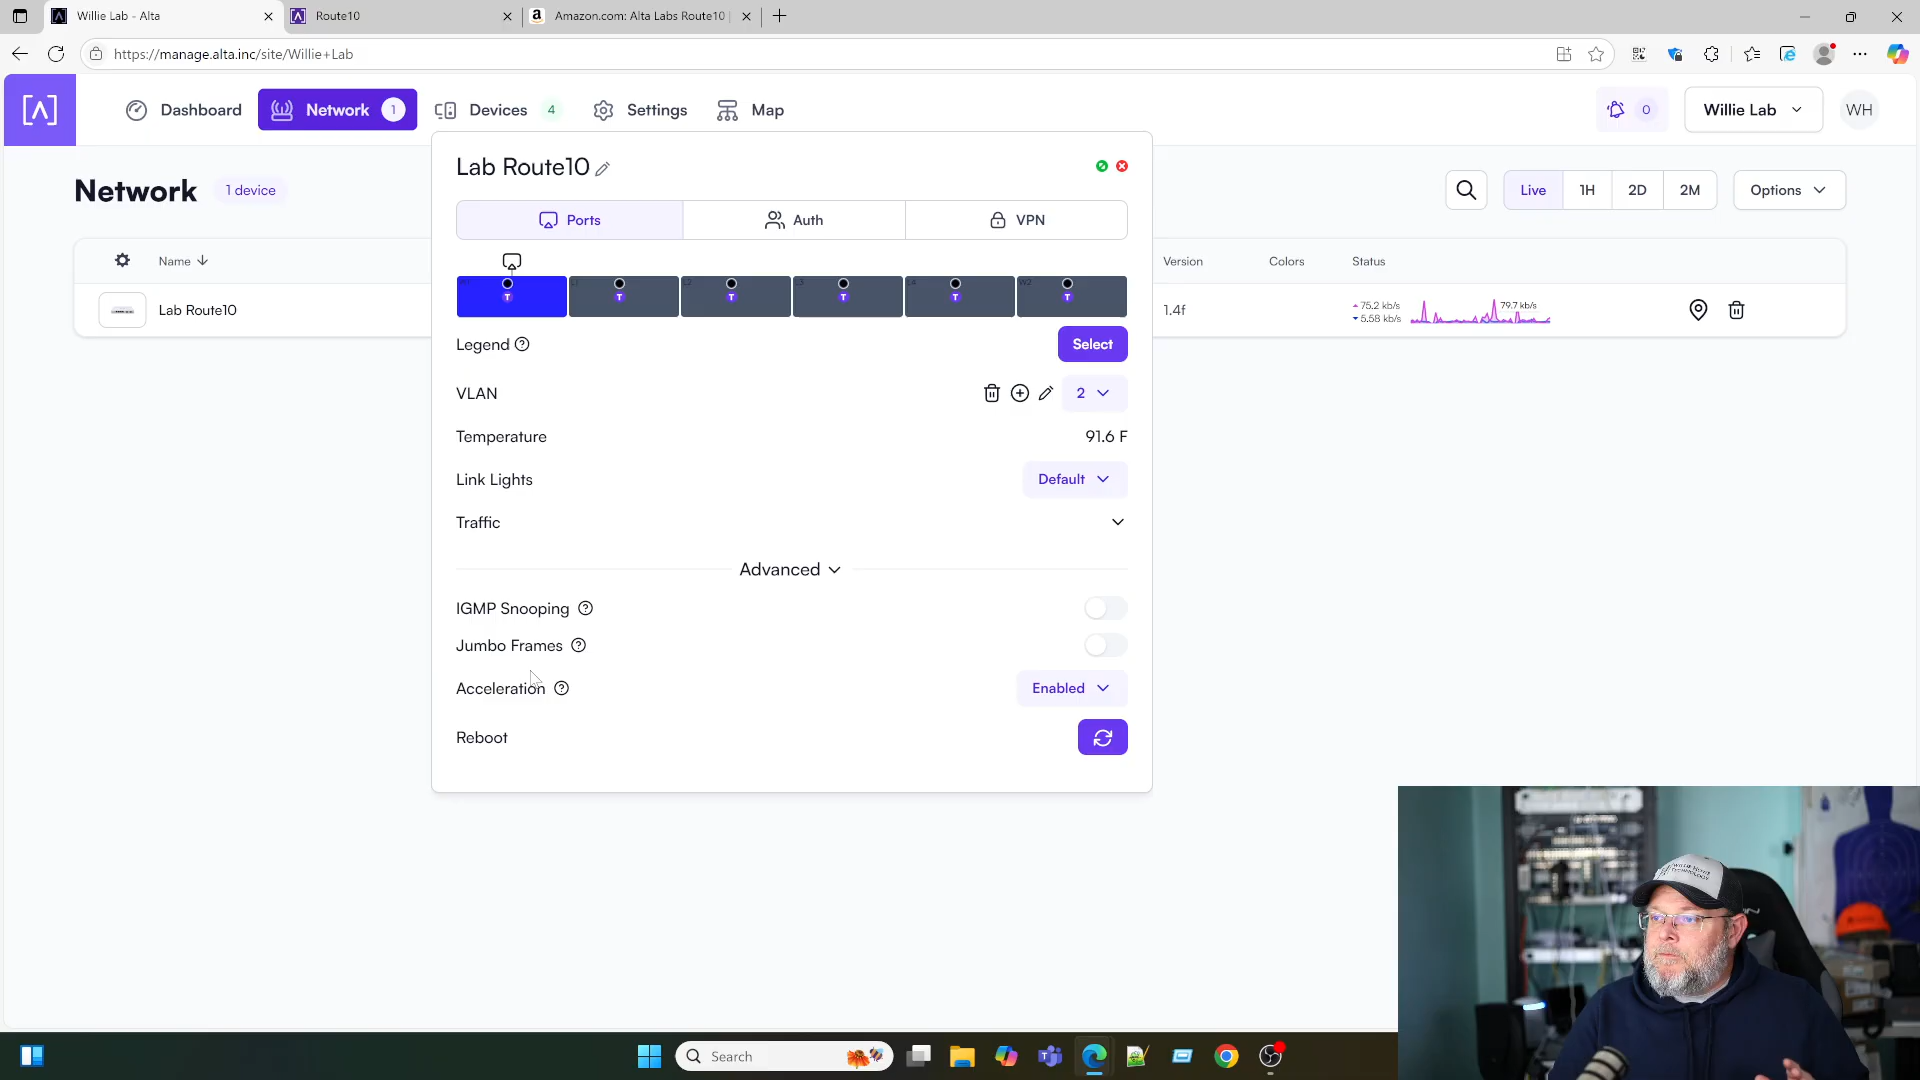 Willie Lab - Alta
Route10
Amazon.com: Alta Labs Route10
https://manage.alta.inc/site/Willie+Lab
Dashboard
Network 1
Devices 4
Settings
Map
0
Willie Lab
WH
Network
1 device
Live
1H
2D
2M
Options
Name
Version
Colors
Status
Lab Route10
1.4f
75.2 kb/s
5.58 kb/s
79.7 kb/s
Lab Route10
Ports
Auth
VPN
T T T T T T
Legend
Select
VLAN
2
Temperature
91.6 F
Link Lights
Default
Traffic
Advanced
IGMP Snooping
Jumbo Frames
Acceleration
Enabled
Reboot
Search